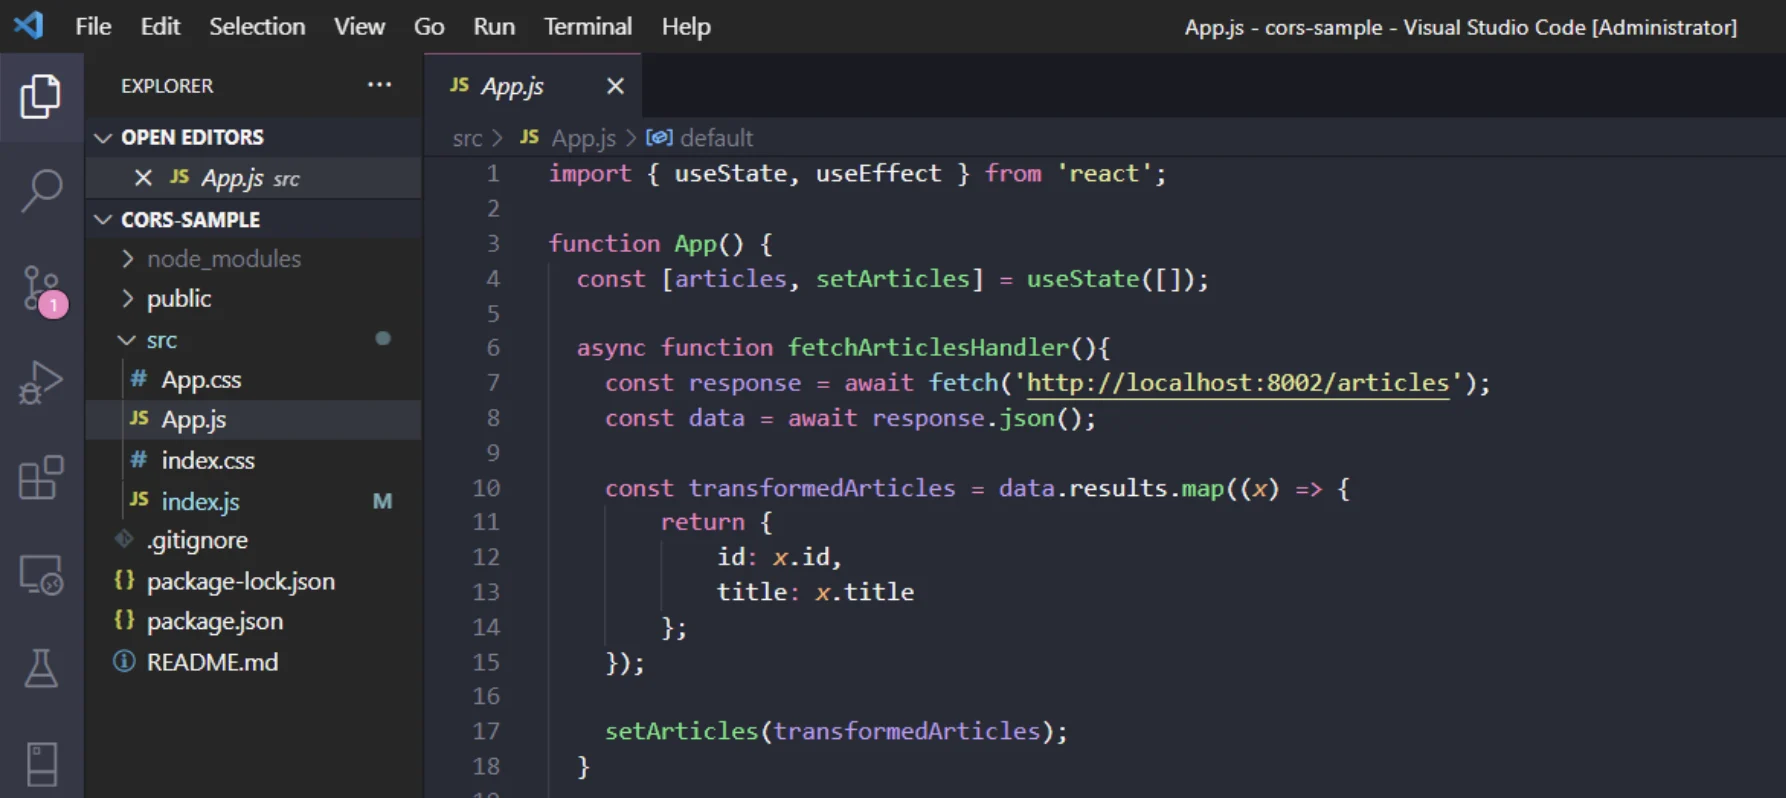 File Edit Selection View Go Run Terminal Help
App.js - cors-sample - Visual Studio Code [Administrator]
EXPLORER ···
OPEN EDITORS
JS App.js src
CORS-SAMPLE
node_modules
public
src
# App.css
JS App.js
# index.css
JS index.js M
.gitignore
{} package-lock.json
{} package.json
README.md
1
JS App.js
src > JS App.js > default
1 import { useState, useEffect } from 'react';
2
3 function App() {
4 const [articles, setArticles] = useState([]);
5
6 async function fetchArticlesHandler(){
7 const response = await fetch('http://localhost:8002/articles');
8 const data = await response.json();
9
10 const transformedArticles = data.results.map((x) => {
11 return {
12 id: x.id,
13 title: x.title
14 };
15 });
16
17 setArticles(transformedArticles);
18 }